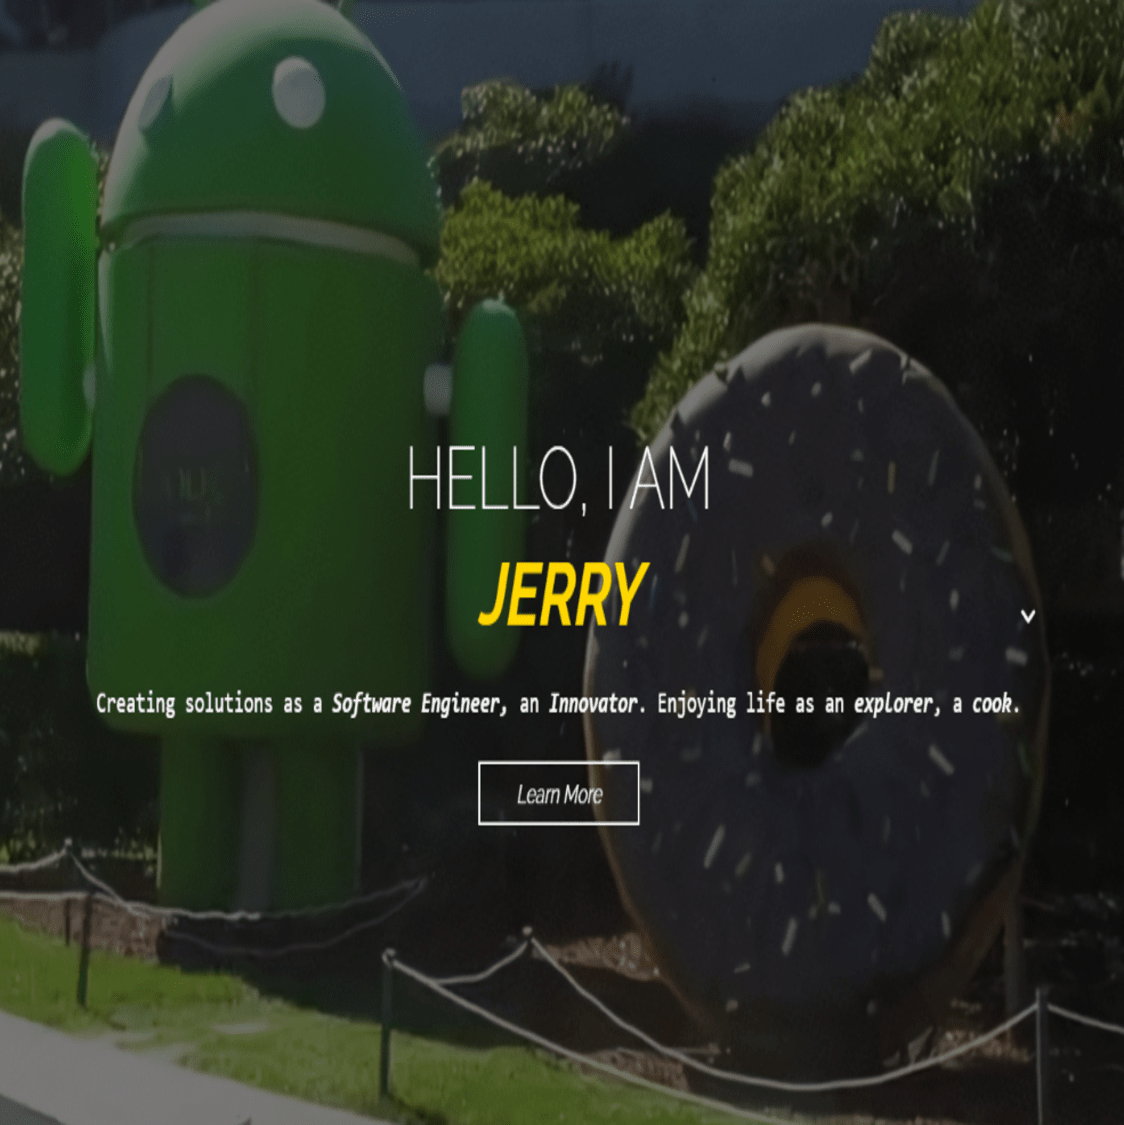 HELLO, I AM
JERRY
Creating solutions as a Software Engineer, an Innovator. Enjoying life as an explorer, a cook.
Learn More